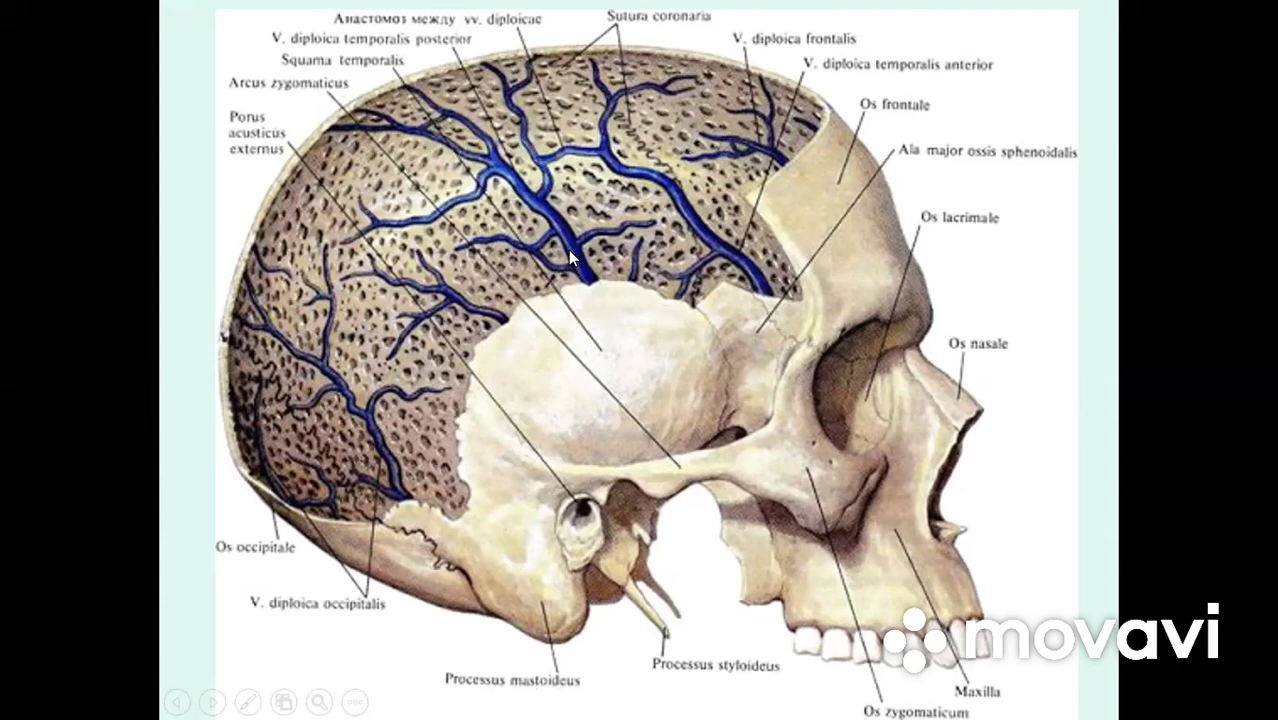 Анастомоз между vv. diploicae
Sutura coronaria
V. diploica temporalis posterior
V. diploica frontalis
Squama temporalis
V. diploica temporalis anterior
Arcus zygomaticus
Os frontale
Porus
acusticus
externus
Ala major ossis sphenoidalis
Os lacrimale
Os nasale
Os occipitale
V. diploica occipitalis
Processus styloideus
Processus mastoideus
Maxilla
Os zygomaticum
movavi